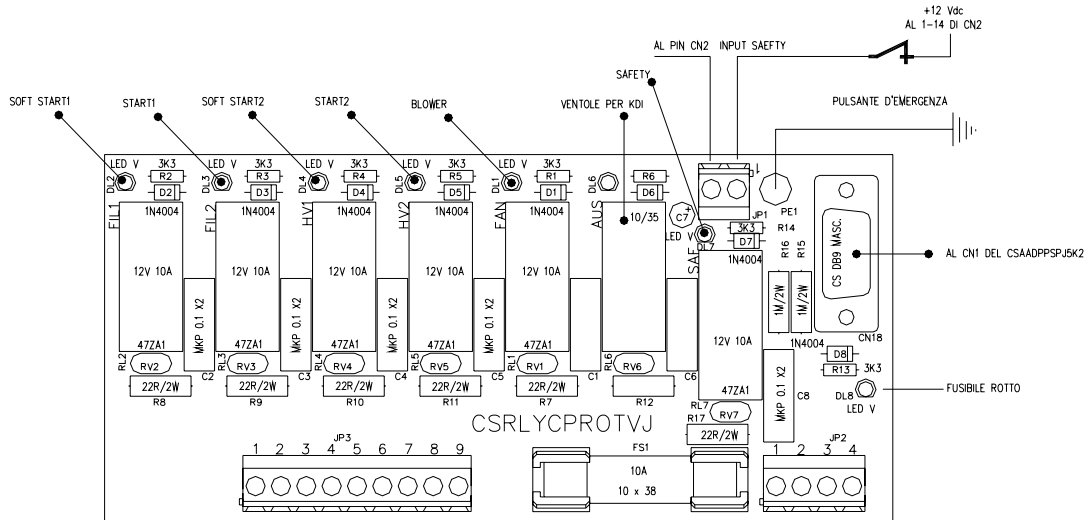 +12 Vdc
AL 1-14 DI CN2
AL PIN CN2 INPUT SAEFTY
SAFETY
SOFT START1 START1 SOFT START2 START2 BLOWER VENTOLE PER KDI PULSANTE D'EMERGENZA
LED V 3K3 LED V 3K3 LED V 3K3 LED V 3K3 LED V 3K3
DL2 R2 DL3 R3 DL4 R4 DL5 R5 DL1 R1 DL6 R6
D2 D3 D4 D5 D1 D6
FIL1 1N4004 FIL2 1N4004 HV1 1N4004 HV2 1N4004 FAN 1N4004 AUS 10/35 C7 +
LED V DL7 SAF
JP1 PE1
3K3 R14
D7
1N4004
R16 R15
1M/2W 1M/2W
CS DB9 MASC.
AL CN1 DEL CSAADPPSPJ5K2
CN18
12V 10A 12V 10A 12V 10A 12V 10A 12V 10A
MKP 0.1 X2 MKP 0.1 X2 MKP 0.1 X2 MKP 0.1 X2
12V 10A
1N4004
D8
R13 3K3
47ZA1 47ZA1 47ZA1 47ZA1 47ZA1
RL2 RV2 RL3 RV3 RL4 RV4 RL5 RV5 RL1 RV1 RL6 RV6
C2 C3 C4 C5 C1 C6
22R/2W 22R/2W 22R/2W 22R/2W 22R/2W
R8 R9 R10 R11 R7 R12
47ZA1
RL7 RV7
MKP 0.1 X2 C8
DL8
LED V
FUSIBILE ROTTO
R17
22R/2W
CSRLYCPROTVJ
JP3
1 2 3 4 5 6 7 8 9
FS1
10A
10 x 38
JP2
1 2 3 4